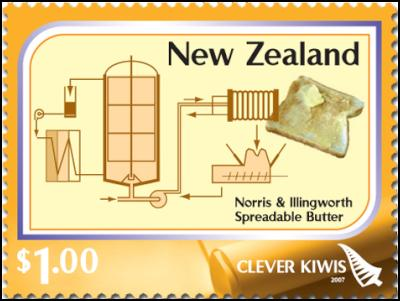 New Zealand
Norris & Illingworth
Spreadable Butter
$1.00
CLEVER KIWIS
2007